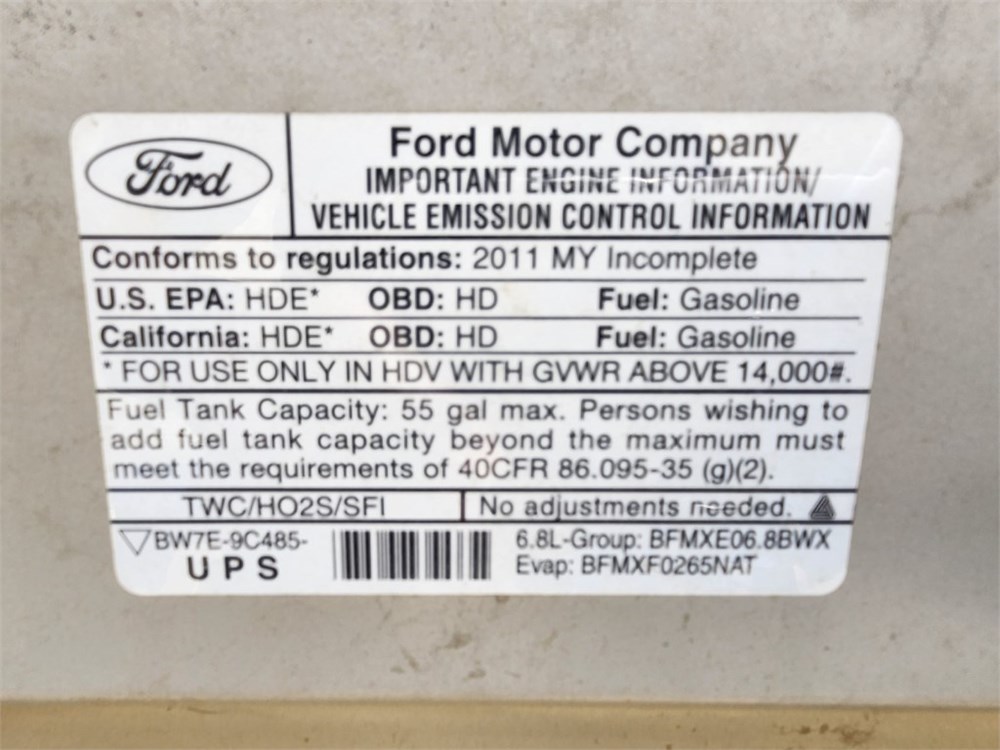 Ford
Ford Motor Company
IMPORTANT ENGINE INFORMATION/
VEHICLE EMISSION CONTROL INFORMATION
Conforms to regulations: 2011 MY Incomplete
U.S. EPA: HDE* OBD: HD Fuel: Gasoline
California: HDE* OBD: HD Fuel: Gasoline
* FOR USE ONLY IN HDV WITH GVWR ABOVE 14,000#.
Fuel Tank Capacity: 55 gal max. Persons wishing to
add fuel tank capacity beyond the maximum must
meet the requirements of 40CFR 86.095-35 (g)(2).
TWC/HO2S/SFI No adjustments needed.
BW7E-9C485-
UPS
6.8L-Group: BFMXE06.8BWX
Evap: BFMXF0265NAT